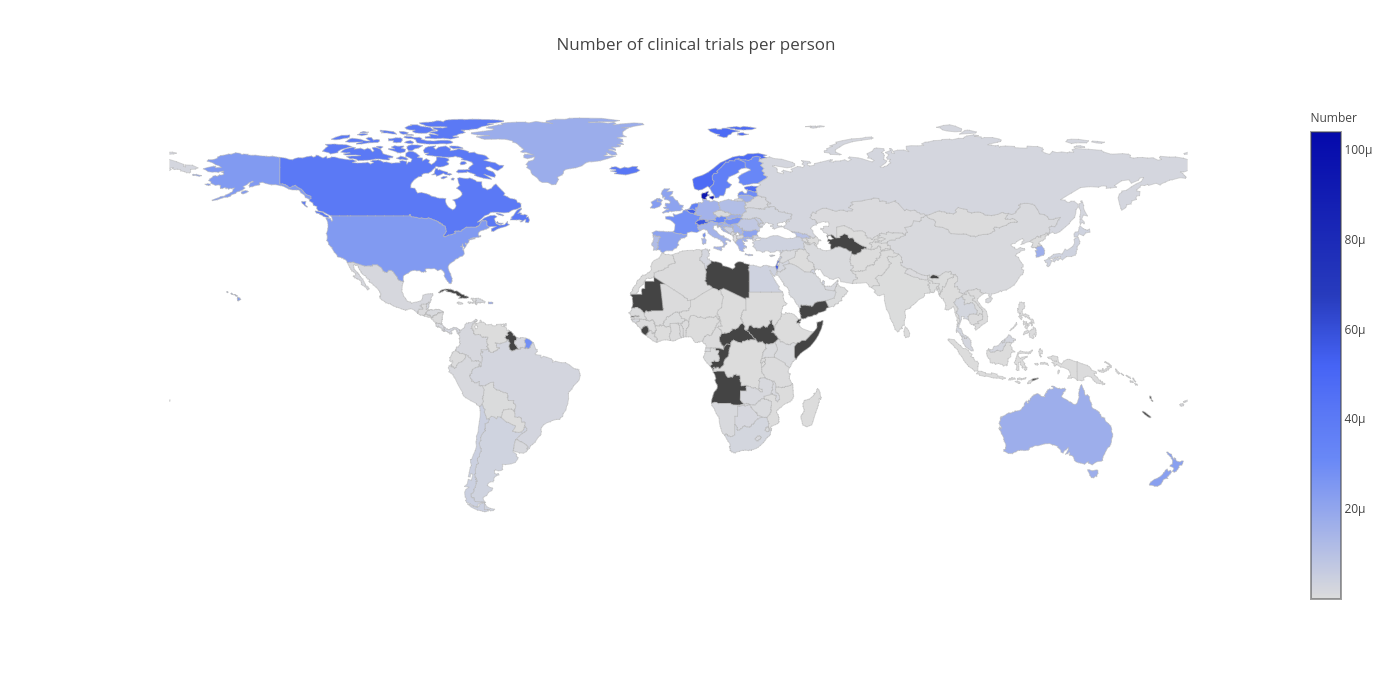 Number of clinical trials per person
Number
100μ
80μ
60μ
40μ
20μ